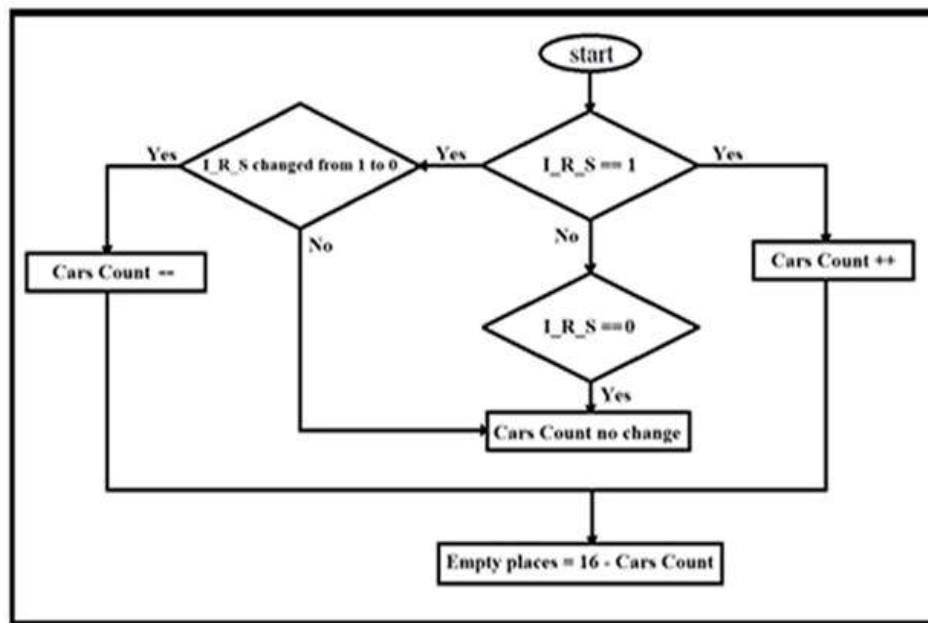 start
I_R_S == 1
Yes
Yes
I_R_S changed from 1 to 0
Yes
No
No
Cars Count --
Cars Count ++
I_R_S ==0
Yes
Cars Count no change
Empty places = 16 - Cars Count